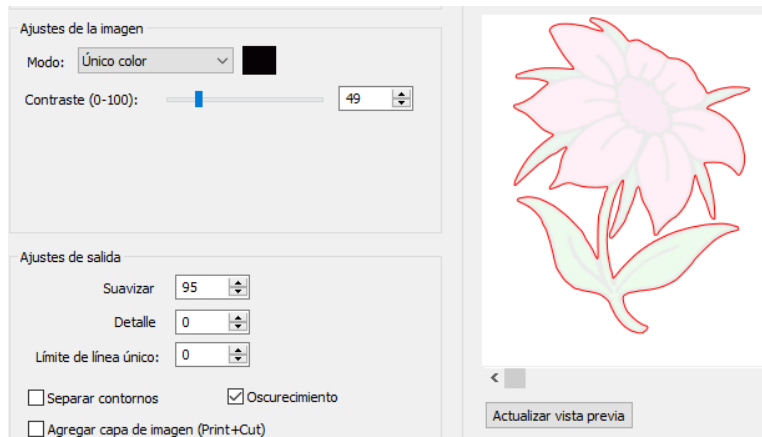 Ajustes de la imagen
Modo: Único color
Contraste (0-100): 49
Ajustes de salida
Suavizar 95
Detalle 0
Límite de línea único: 0
Separar contornos Oscurecimiento
Agregar capa de imagen (Print+Cut)
Actualizar vista previa